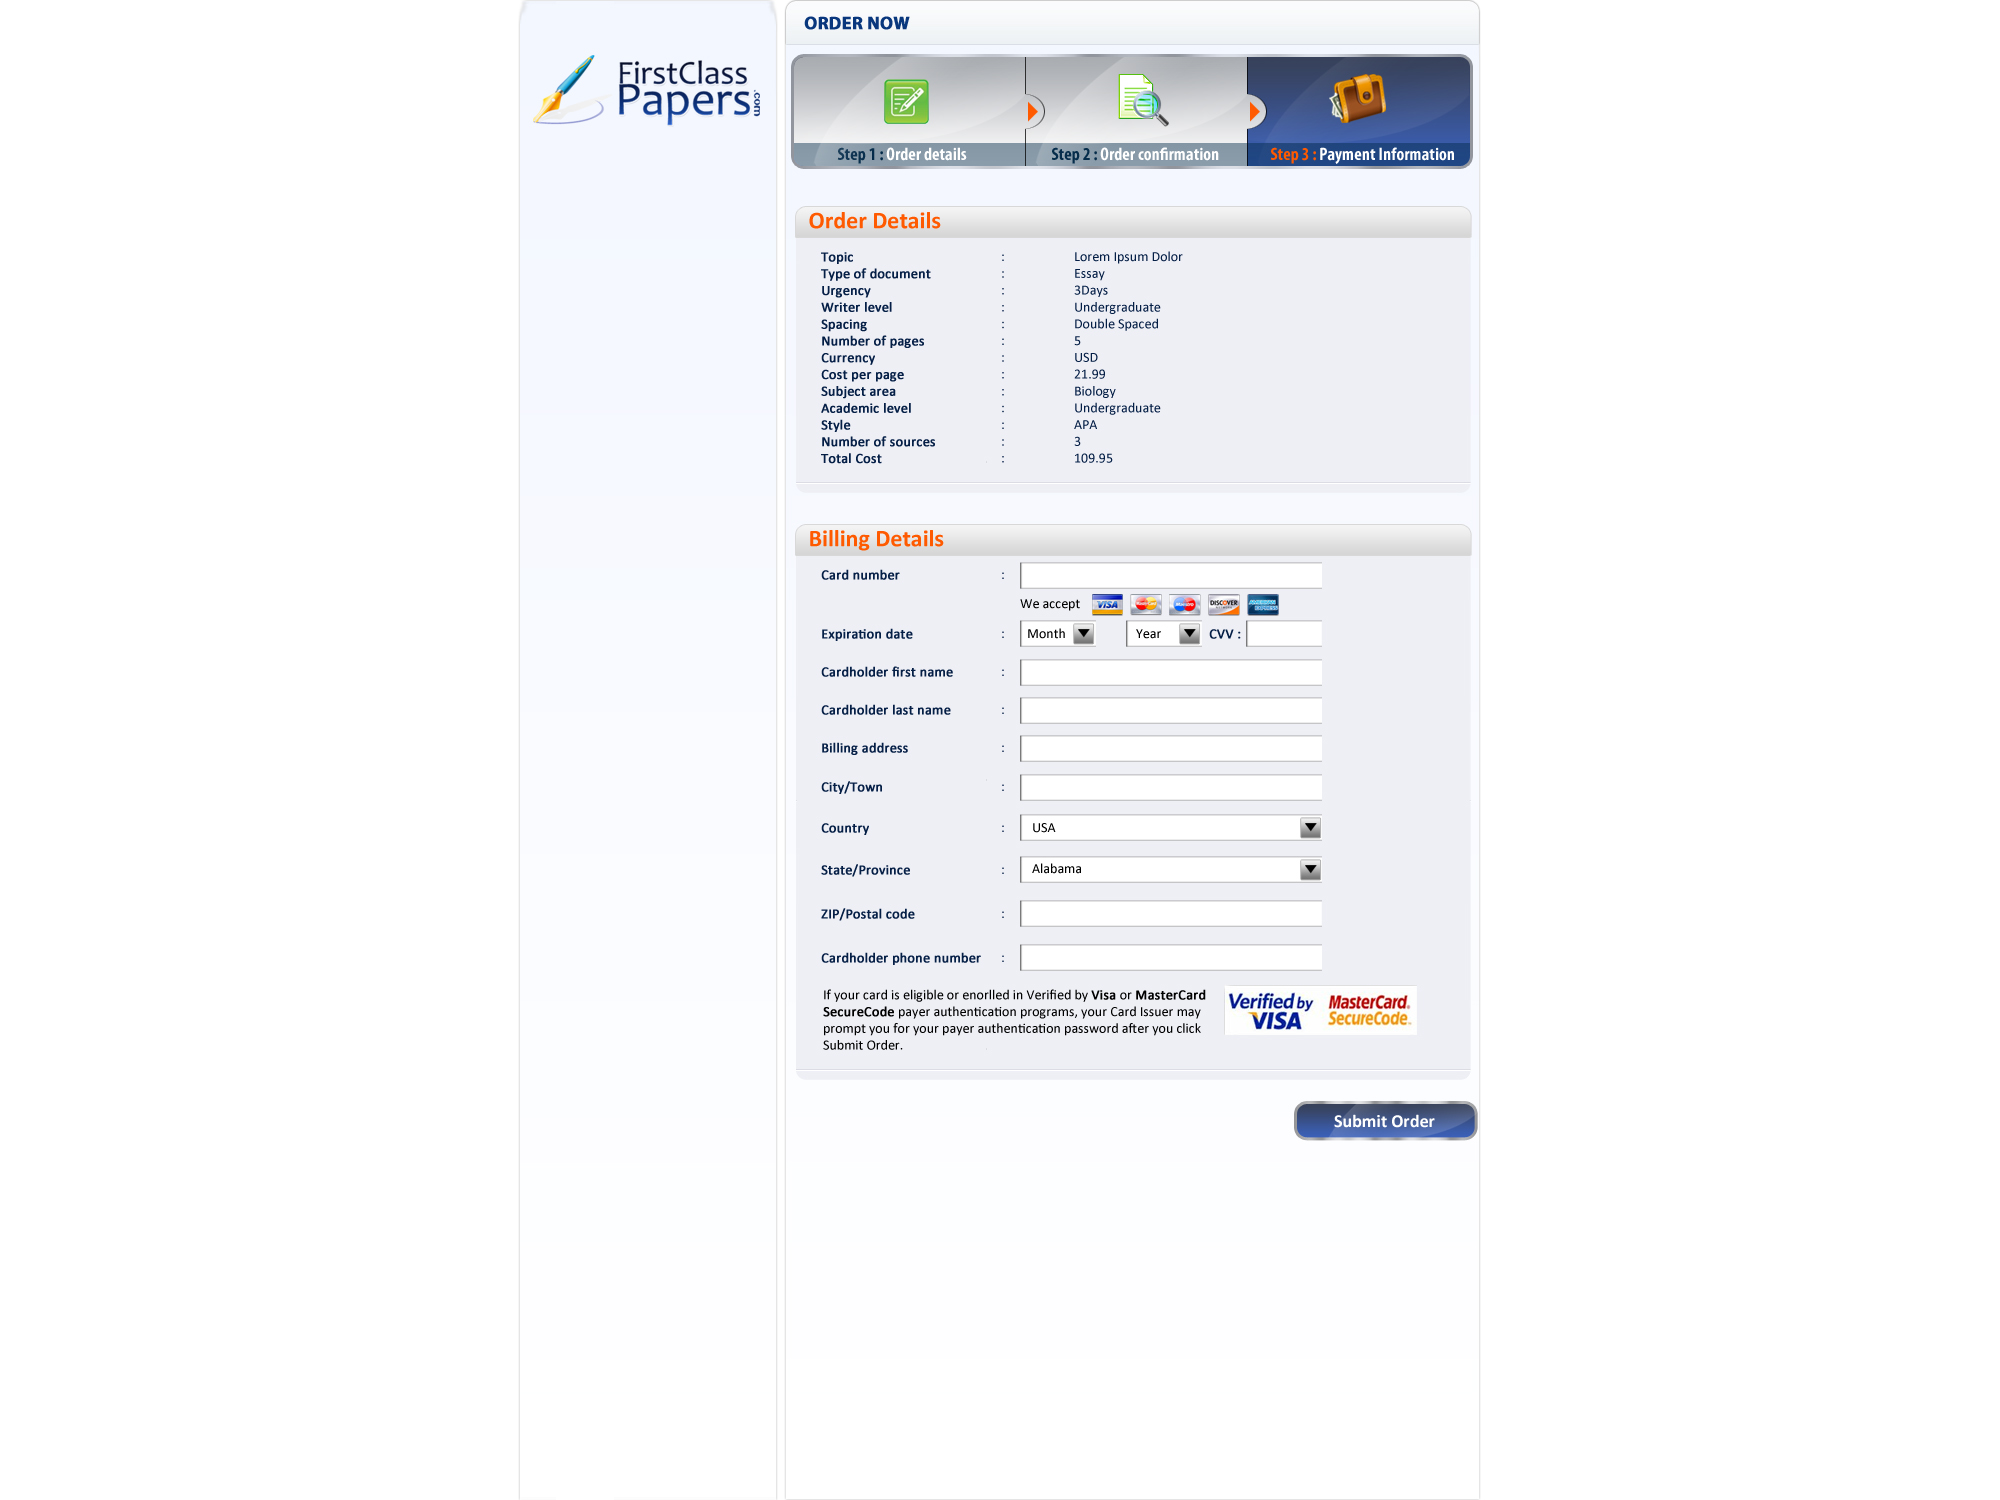 FirstClass
Papers.com
ORDER NOW
Step 1 : Order details
Step 2 : Order confirmation
Step 3 : Payment Information
Order Details
Topic : Lorem Ipsum Dolor
Type of document : Essay
Urgency : 3Days
Writer level : Undergraduate
Spacing : Double Spaced
Number of pages : 5
Currency : USD
Cost per page : 21.99
Subject area : Biology
Academic level : Undergraduate
Style : APA
Number of sources : 3
Total Cost : 109.95
Billing Details
Card number :
We accept VISA MasterCard Maestro DISCOVER AMERICAN EXPRESS
Expiration date : Month Year CVV :
Cardholder first name :
Cardholder last name :
Billing address :
City/Town :
Country : USA
State/Province : Alabama
ZIP/Postal code :
Cardholder phone number :
If your card is eligible or enorlled in Verified by Visa or MasterCard
SecureCode payer authentication programs, your Card Issuer may
prompt you for your payer authentication password after you click
Submit Order.
Verified by
VISA
MasterCard.
SecureCode.
Submit Order